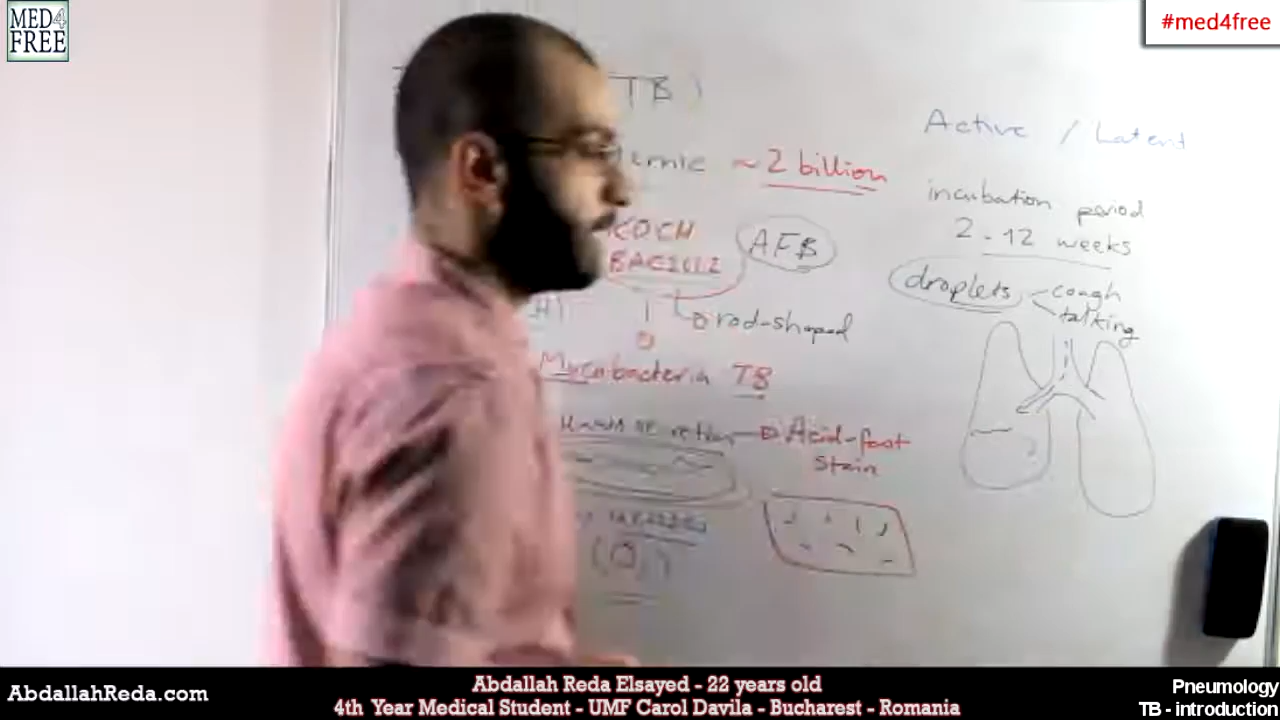 MED4
FREE
#med4free
TB)
~2 billion
KOCH
AFB
rod-shaped
Mycobacteria TB
Acid-fast
stain
Active / Latent
incubation period
2-12 weeks
droplets
cough
talking
AbdallahReda.com
Abdallah Reda Elsayed - 22 years old
4th Year Medical Student - UMF Carol Davila - Bucharest - Romania
Pneumology
TB - introduction